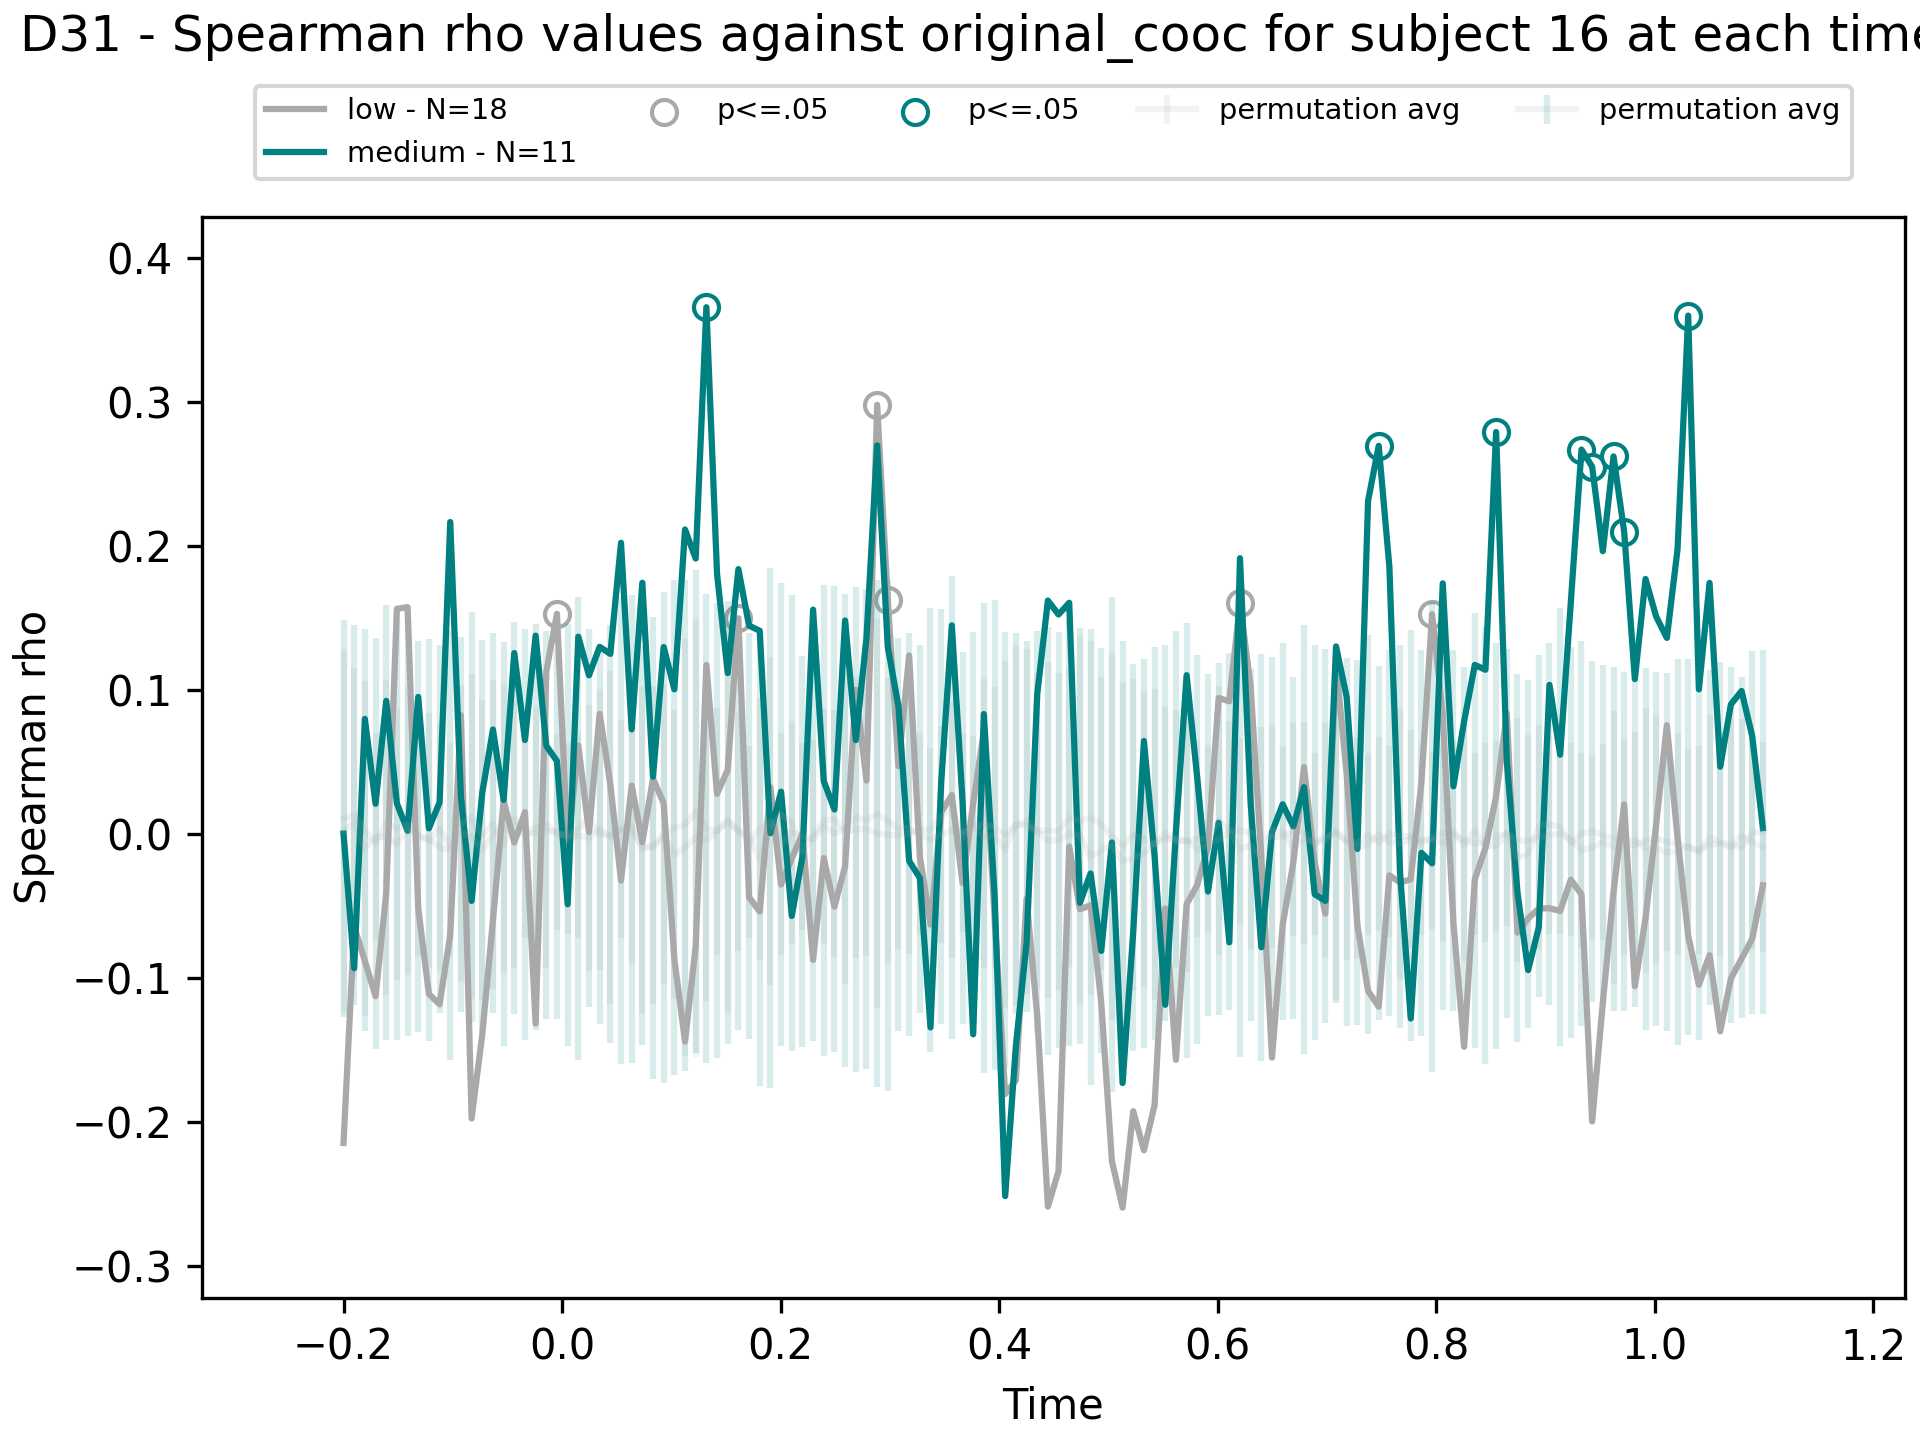 D31 - Spearman rho values against original_cooc for subject 16 at each time
low - N=18
medium - N=11
p<=.05
p<=.05
permutation avg
permutation avg
Spearman rho
0.4
0.3
0.2
0.1
0.0
−0.1
−0.2
−0.3
−0.2 0.0 0.2 0.4 0.6 0.8 1.0 1.2
Time